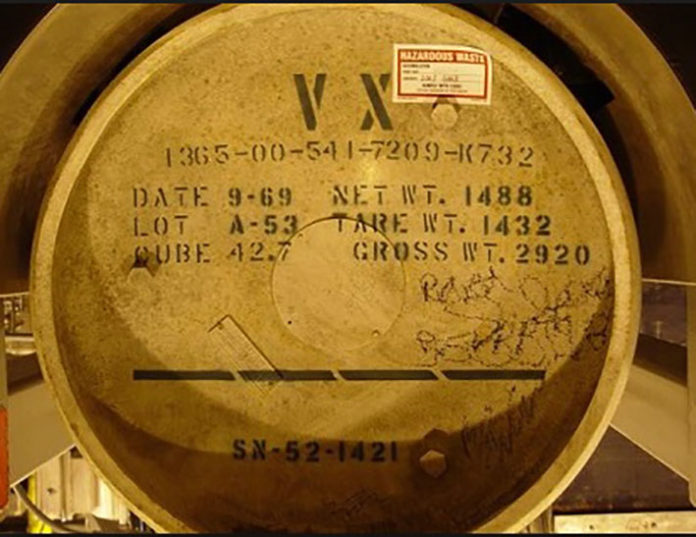 HAZARDOUS WASTE
VX
1365-00-541-7209-K732
DATE 9-69 NET WT. 1488
LOT A-53 TARE WT. 1432
CUBE 42.7 GROSS WT. 2920
SN-52-1421